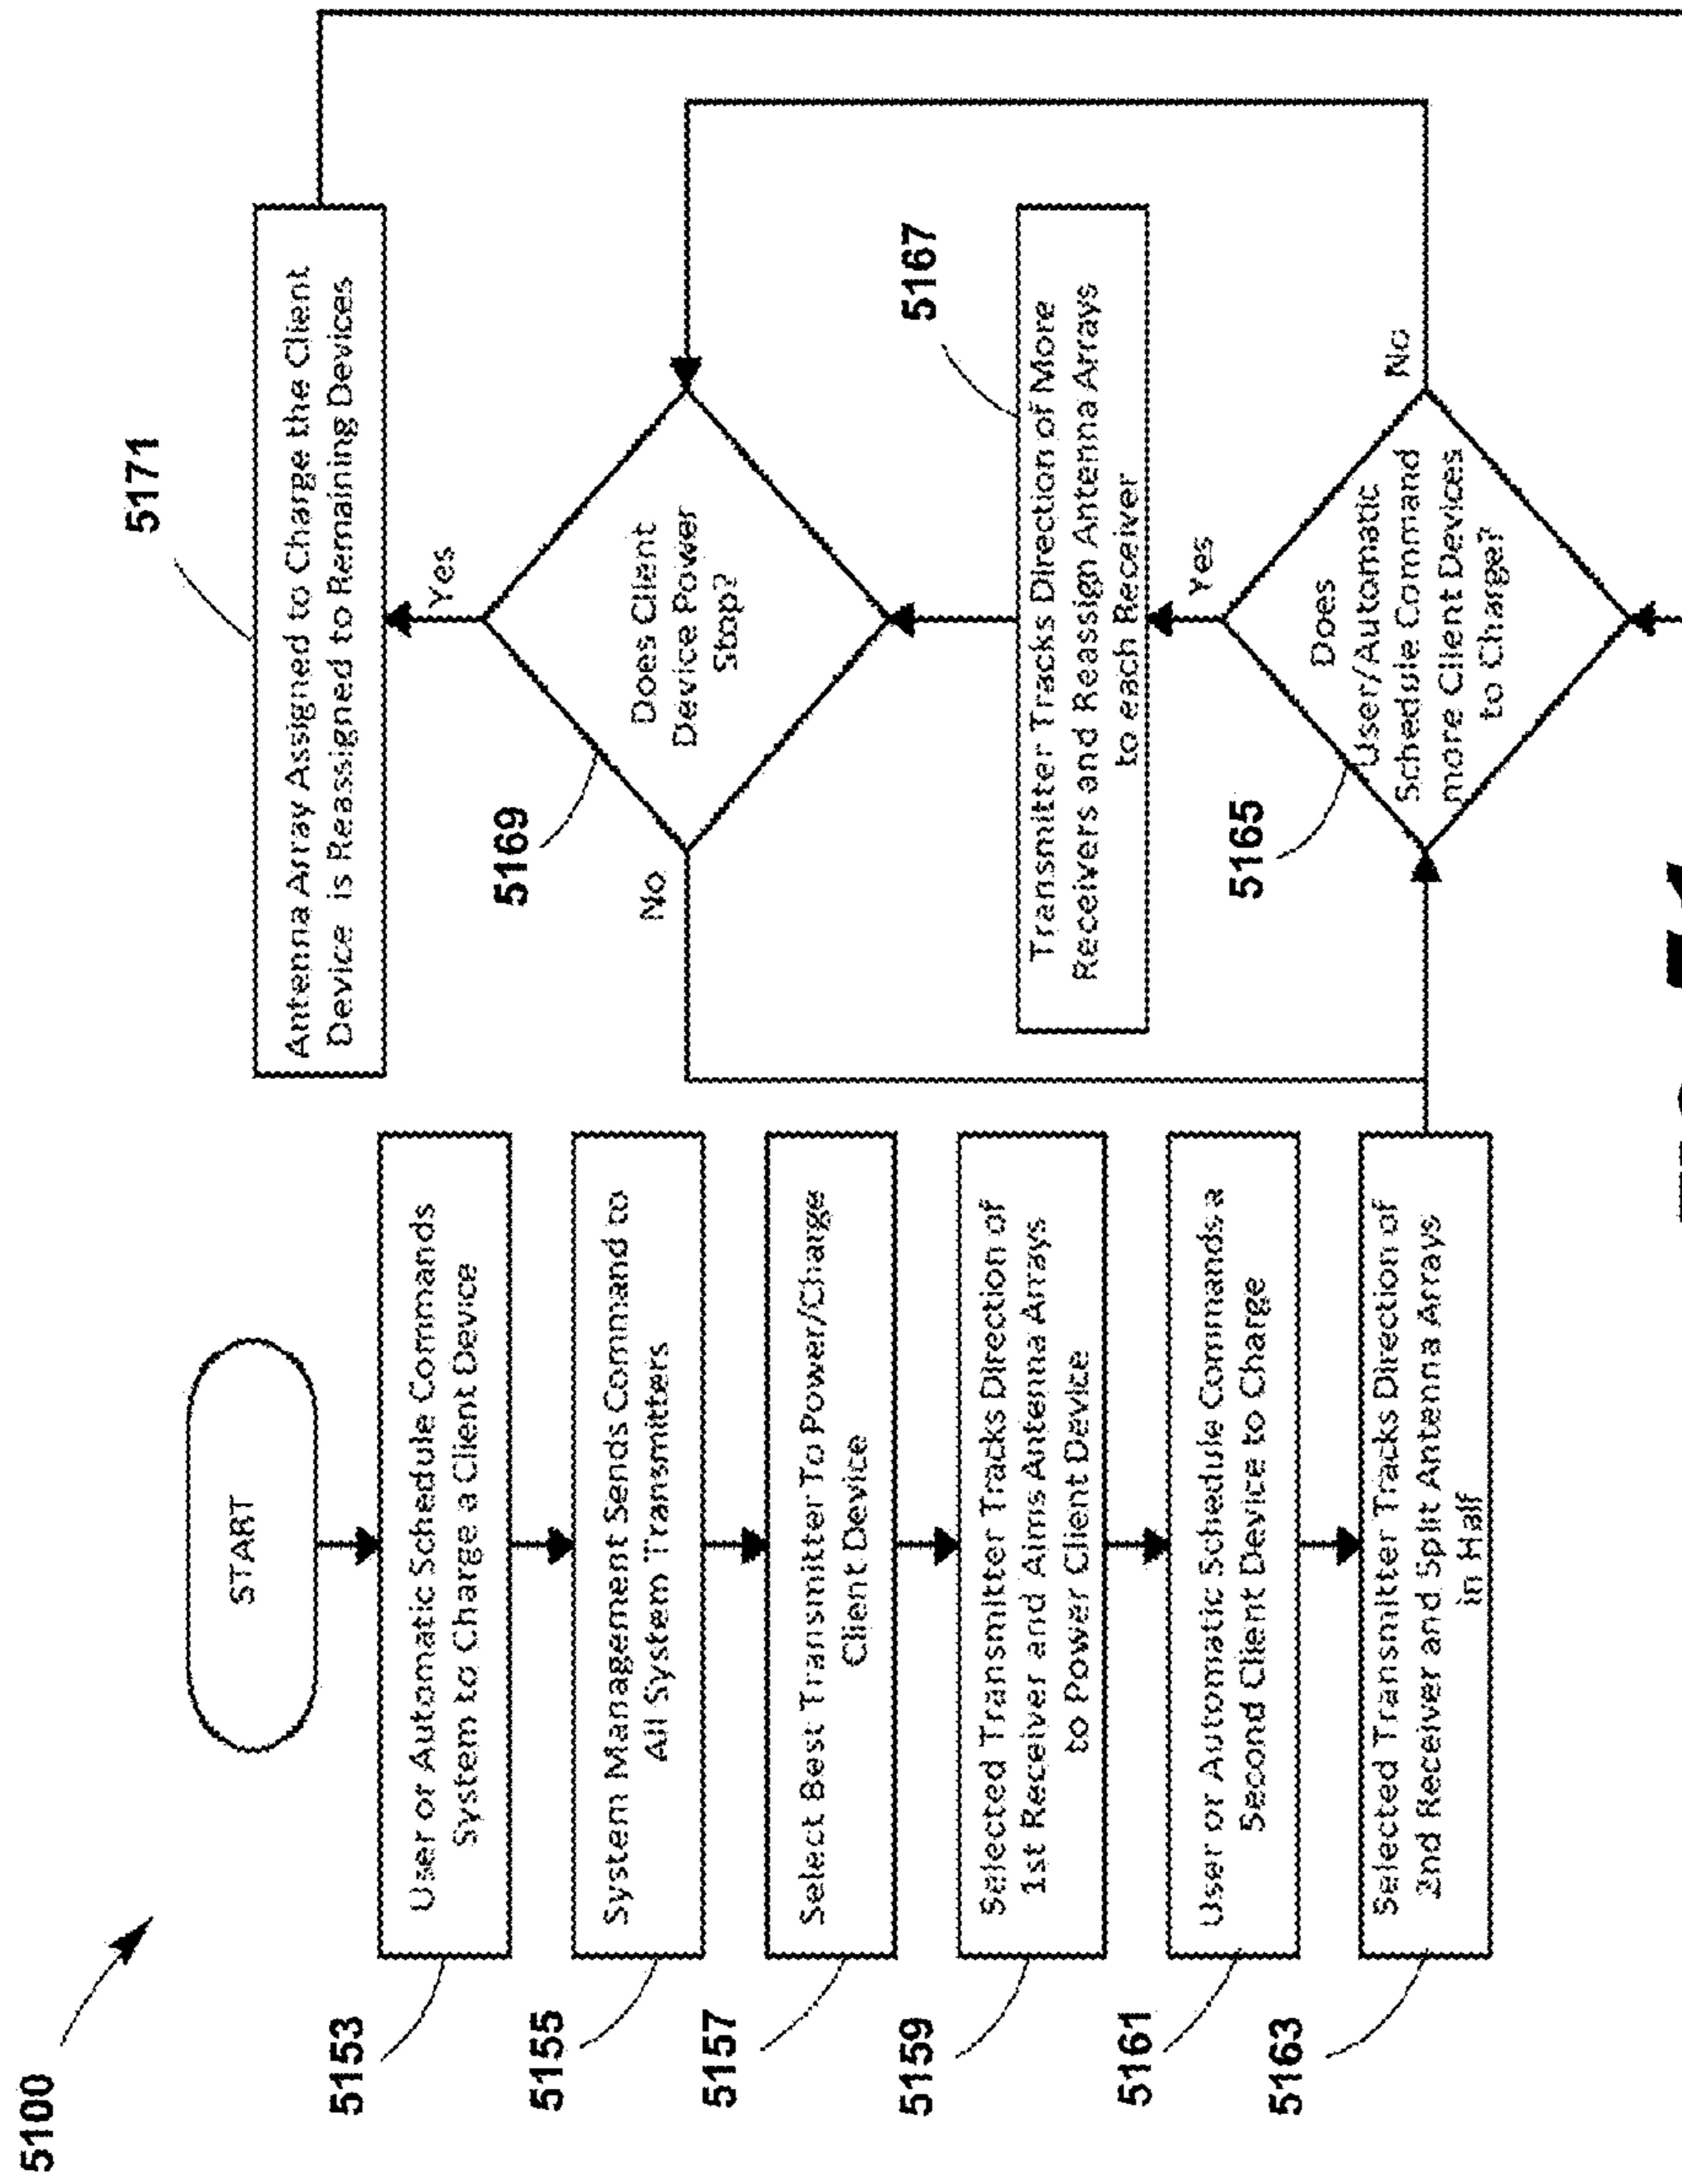 5100
START
5153
User or Automatic Schedule Commands
System to Charge a Client Device
5155
System Management Sends Command to
All System Transmitters
5157
Select Best Transmitter To Power/Charge
Client Device
5159
Selected Transmitter Tracks Direction of
1st Receiver and Aims Antenna Arrays
to Power Client Device
5161
User or Automatic Schedule Commands a
Second Client Device to Charge
5163
Selected Transmitter Tracks Direction of
2nd Receiver and Split Antenna Arrays
in Half
5171
Antenna Array Assigned to Charge the Client
Device is Reassigned to Remaining Devices
Yes
5169
Does Client
Device Power
Stop?
No
5167
Transmitter Tracks Direction of More
Receivers and Reassign Antenna Arrays
to each Receiver
Yes
5165
Does
User/Automatic
Schedule Command
more Client Devices
to Charge?
No